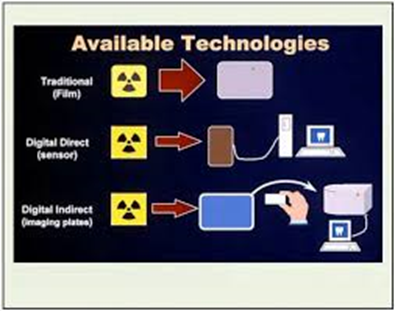 Available Technologies
Traditional
(Film)
Digital Direct
(sensor)
Digital Indirect
(imaging plates)